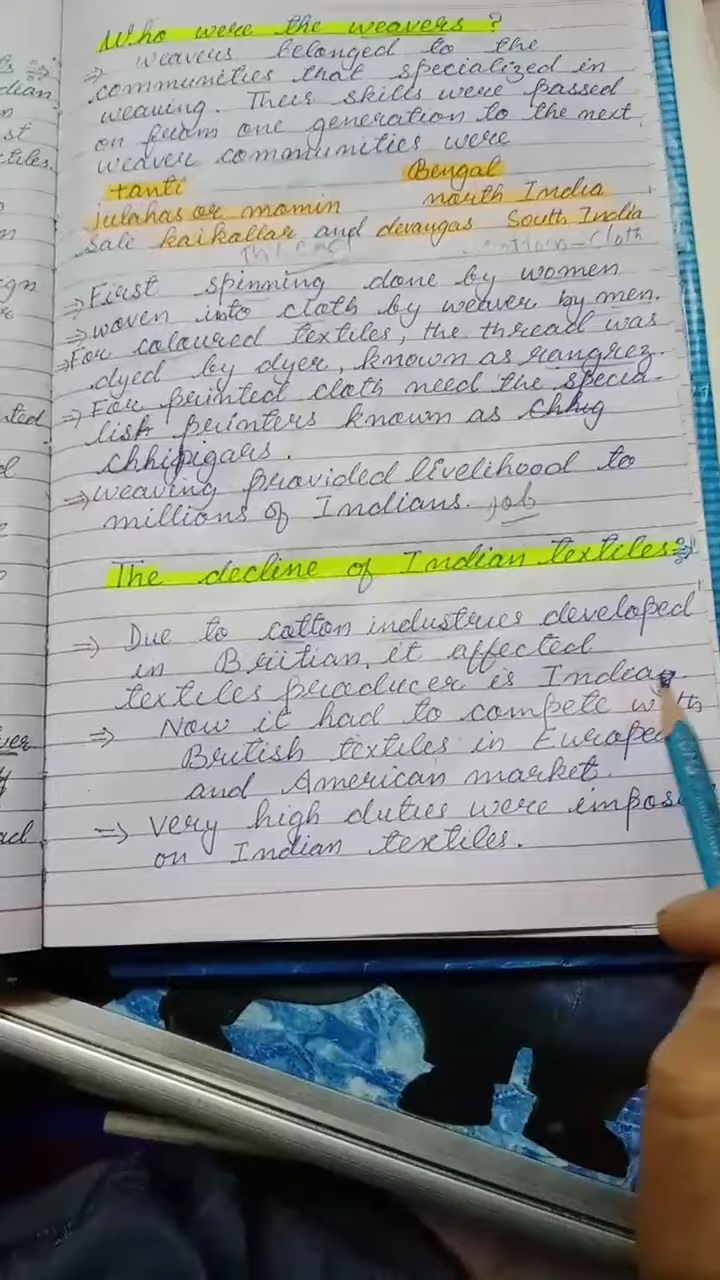 Who were the weavers ?
⇒ weavers belonged to the
communities that specialized in
weaving. Their skills were passed
on from one generation to the next
weaver communities were
tanti Bengal
julahas or momin north India
sale kaikallar and devangas South India
⇒ First spinning done by women
⇒ woven into cloth by weaver by men.
⇒ For coloured textiles, the thread was
dyed by dyer, known as rangrez.
⇒ For printed cloth need the specia-
list printers known as chhig
chhipigars.
⇒ weaving provided livelihood to
millions of Indians. job
The decline of Indian textiles ⇒
⇒ Due to cotton industries developed
in Britian, it affected
textiles producer is India
⇒ Now it had to compete with
British textiles in Europe
and American market.
⇒ very high duties were impos
on Indian textiles.